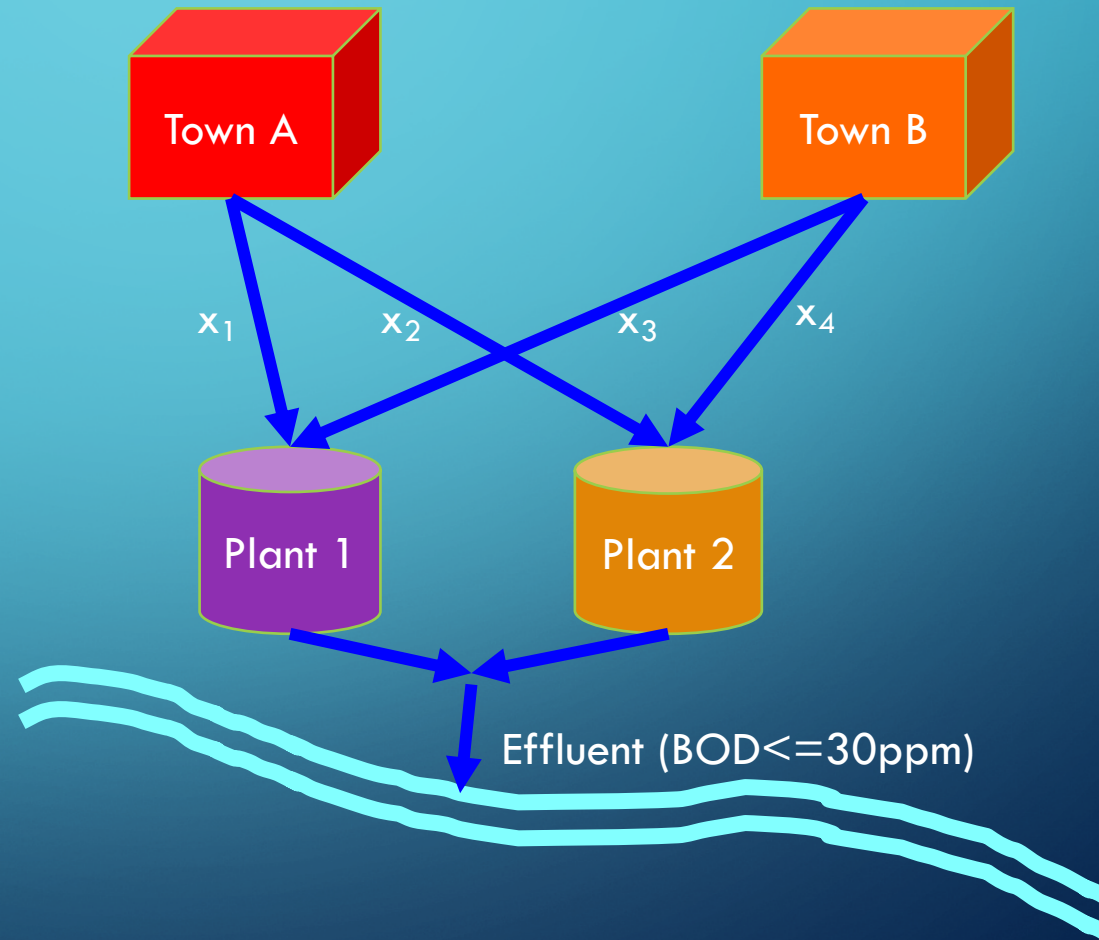 Town A
Town B
x₁
x₂
x₃
x₄
Plant 1
Plant 2
Effluent (BOD<=30ppm)